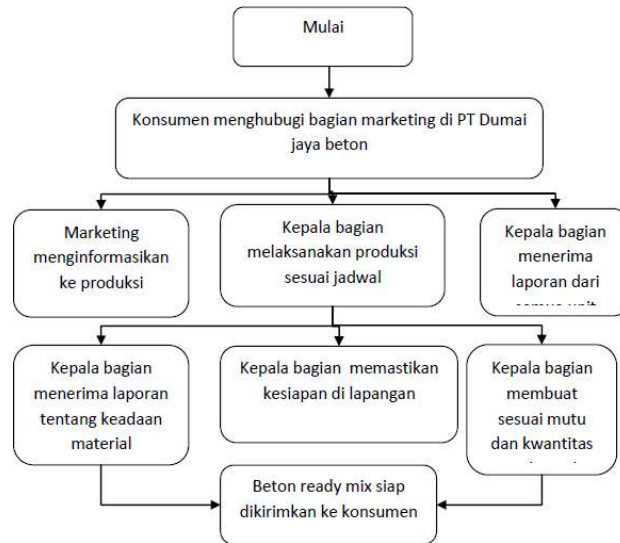 Mulai
Konsumen menghubugi bagian marketing di PT Dumai
jaya beton
Marketing
menginformasikan
ke produksi
Kepala bagian
melaksanakan produksi
sesuai jadwal
Kepala bagian
menerima
laporan dari
Kepala bagian
menerima laporan
tentang keadaan
material
Kepala bagian  memastikan
kesiapan di lapangan
Kepala bagian
membuat
sesuai mutu
dan kwantitas
Beton ready mix siap
dikirimkan ke konsumen